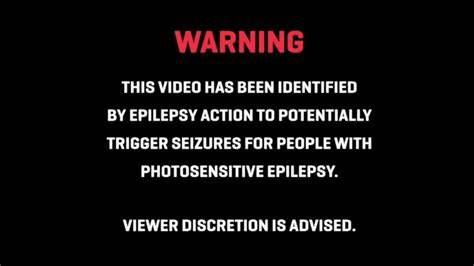 WARNING
THIS VIDEO HAS BEEN IDENTIFIED
BY EPILEPSY ACTION TO POTENTIALLY
TRIGGER SEIZURES FOR PEOPLE WITH
PHOTOSENSITIVE EPILEPSY.
VIEWER DISCRETION IS ADVISED.